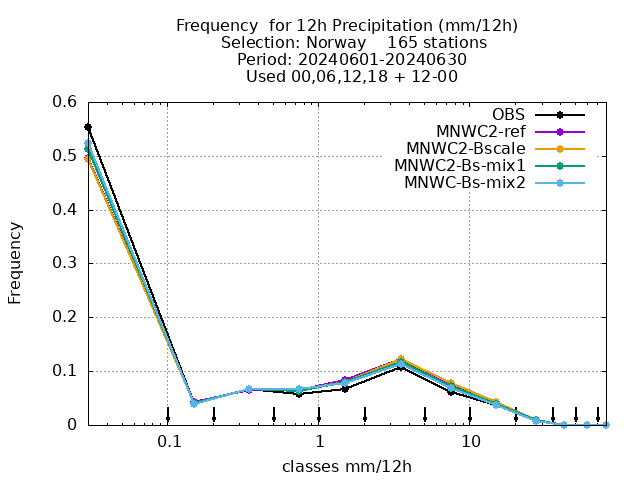 Frequency  for 12h Precipitation (mm/12h)
Selection: Norway    165 stations
Period: 20240601-20240630
Used 00,06,12,18 + 12-00
OBS
MNWC2-ref
MNWC2-Bscale
MNWC2-Bs-mix1
MNWC-Bs-mix2
0.6
0.5
0.4
0.3
0.2
0.1
0
Frequency
0.1 1 10
classes mm/12h